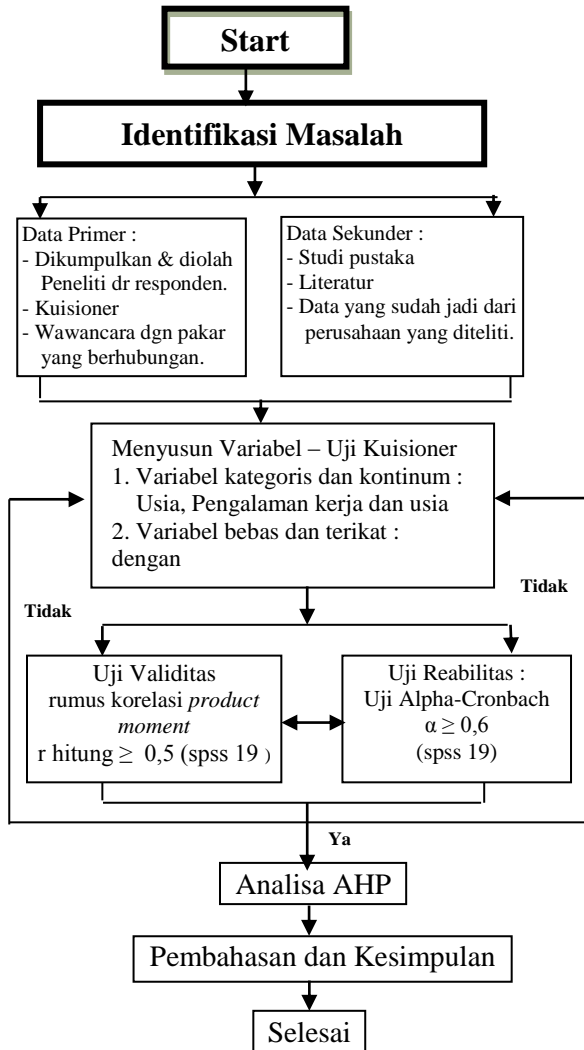 Start
Identifikasi Masalah
Data Primer :
- Dikumpulkan & diolah
Peneliti dr responden.
- Kuisioner
- Wawancara dgn pakar
yang berhubungan.
Data Sekunder :
- Studi pustaka
- Literatur
- Data yang sudah jadi dari
perusahaan yang diteliti.
Menyusun Variabel – Uji Kuisioner
1. Variabel kategoris dan kontinum :
Usia, Pengalaman kerja dan usia
2. Variabel bebas dan terikat :
dengan
Tidak
Tidak
Uji Validitas
rumus korelasi product
moment
r hitung ≥ 0,5 (spss 19 )
Uji Reabilitas :
Uji Alpha-Cronbach
α ≥ 0,6
(spss 19)
Ya
Analisa AHP
Pembahasan dan Kesimpulan
Selesai